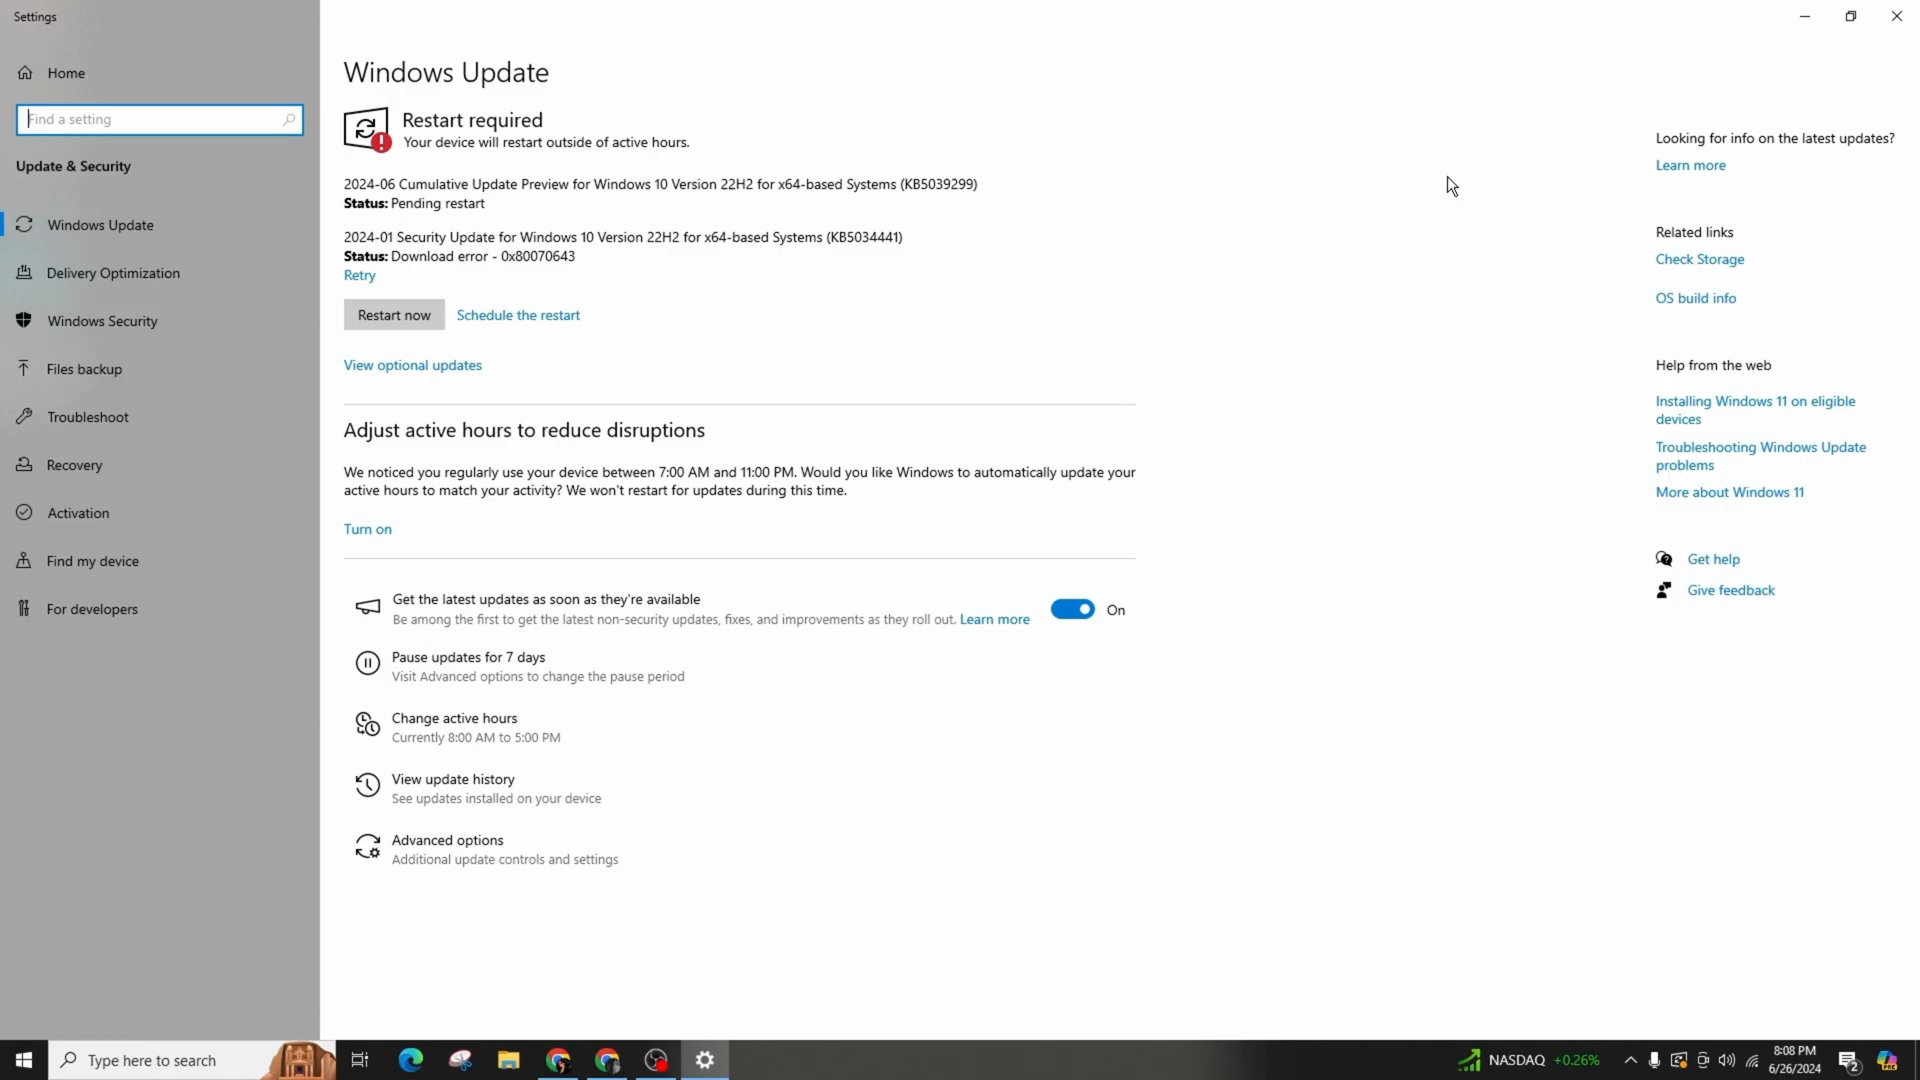 Settings
Home
Find a setting
Update & Security
Windows Update
Delivery Optimization
Windows Security
Files backup
Troubleshoot
Recovery
Activation
Find my device
For developers
Windows Update
Restart required
Your device will restart outside of active hours.
2024-06 Cumulative Update Preview for Windows 10 Version 22H2 for x64-based Systems (KB5039299)
Status: Pending restart
2024-01 Security Update for Windows 10 Version 22H2 for x64-based Systems (KB5034441)
Status: Download error - 0x80070643
Retry
Restart now
Schedule the restart
View optional updates
Adjust active hours to reduce disruptions
We noticed you regularly use your device between 7:00 AM and 11:00 PM. Would you like Windows to automatically update your
active hours to match your activity? We won't restart for updates during this time.
Turn on
Get the latest updates as soon as they're available
Be among the first to get the latest non-security updates, fixes, and improvements as they roll out. Learn more
On
Pause updates for 7 days
Visit Advanced options to change the pause period
Change active hours
Currently 8:00 AM to 5:00 PM
View update history
See updates installed on your device
Advanced options
Additional update controls and settings
Looking for info on the latest updates?
Learn more
Related links
Check Storage
OS build info
Help from the web
Installing Windows 11 on eligible
devices
Troubleshooting Windows Update
problems
More about Windows 11
Get help
Give feedback
Type here to search
NASDAQ +0.26%
8:08 PM
6/26/2024
2
PRE